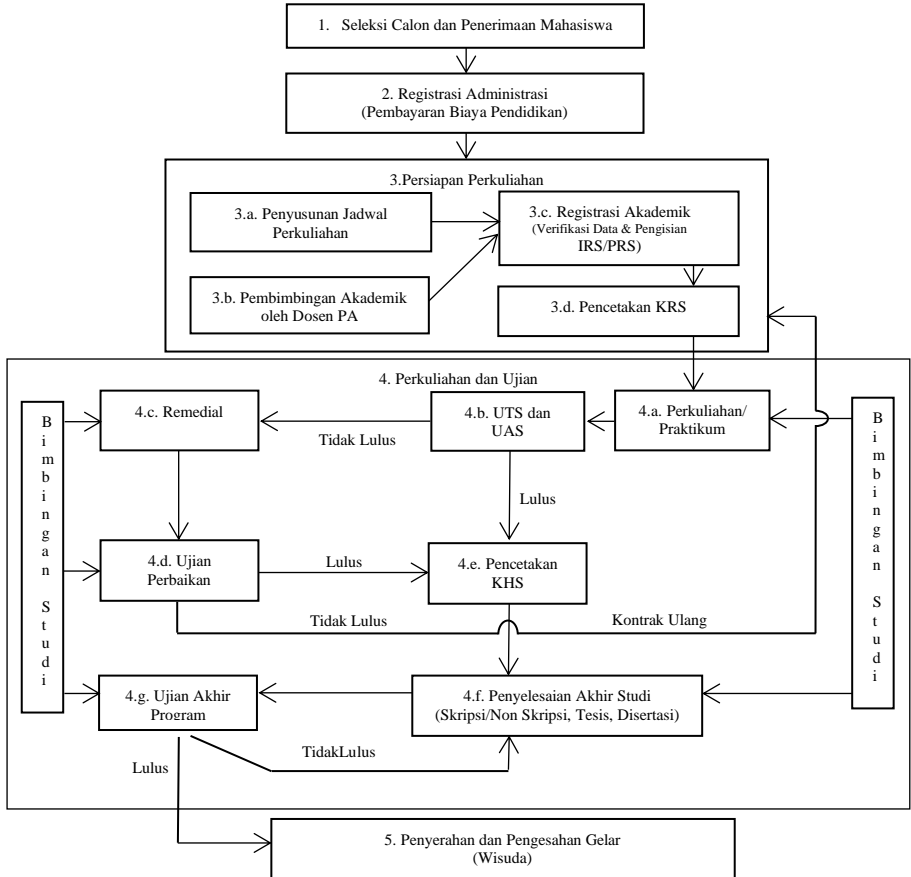 1. Seleksi Calon dan Penerimaan Mahasiswa
2. Registrasi Administrasi
(Pembayaran Biaya Pendidikan)
3.Persiapan Perkuliahan
3.a. Penyusunan Jadwal
Perkuliahan
3.c. Registrasi Akademik
(Verifikasi Data & Pengisian
IRS/PRS)
3.b. Pembimbingan Akademik
oleh Dosen PA
3.d. Pencetakan KRS
4. Perkuliahan dan Ujian
Bimbingan Studi
4.c. Remedial
Tidak Lulus
4.b. UTS dan
UAS
4.a. Perkuliahan/
Praktikum
Bimbingan Studi
Lulus
4.d. Ujian
Perbaikan
Lulus
4.e. Pencetakan
KHS
Tidak Lulus
Kontrak Ulang
4.g. Ujian Akhir
Program
4.f. Penyelesaian Akhir Studi
(Skripsi/Non Skripsi, Tesis, Disertasi)
TidakLulus
Lulus
5. Penyerahan dan Pengesahan Gelar
(Wisuda)